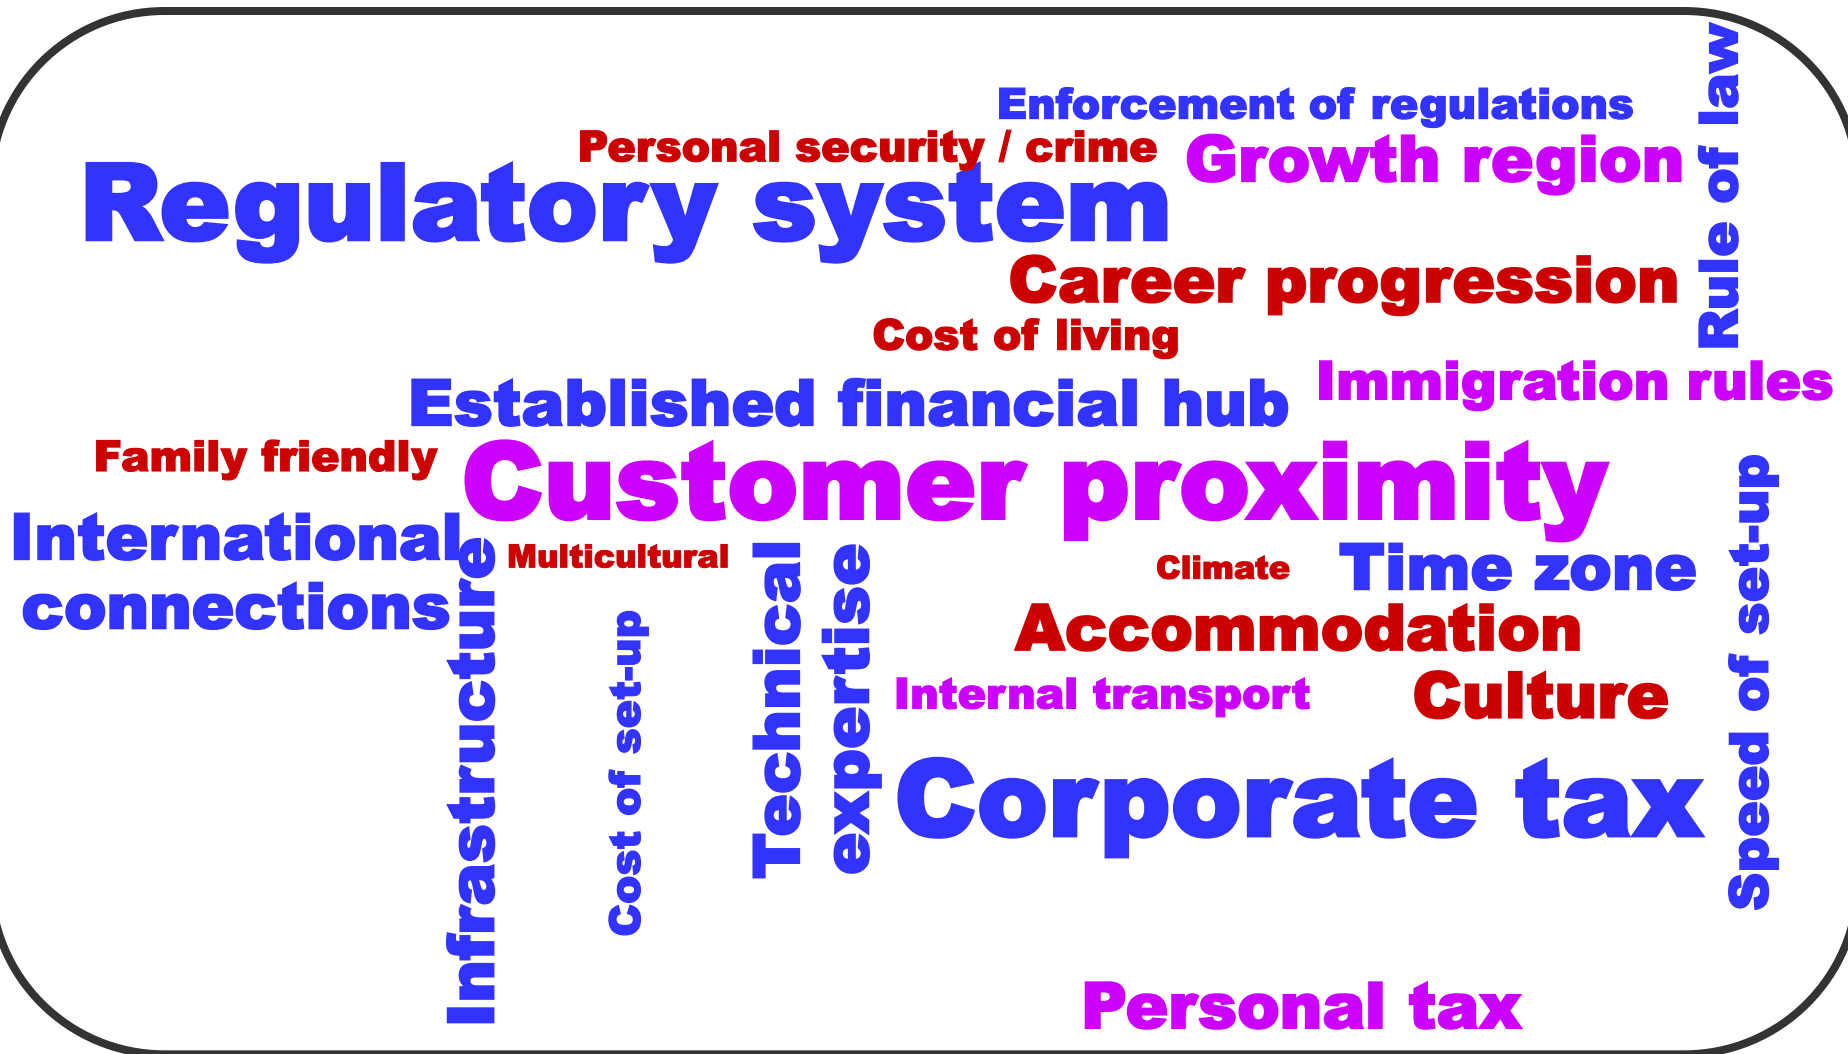 Enforcement of regulations
Rule of law
Personal security / crime
Growth region
Regulatory system
Career progression
Cost of living
Immigration rules
Established financial hub
Family friendly
Customer proximity
International
connections
Multicultural
Climate
Time zone
Speed of set-up
Infrastructure
Cost of set-up
Technical
expertise
Accommodation
Internal transport
Culture
Corporate tax
Personal tax